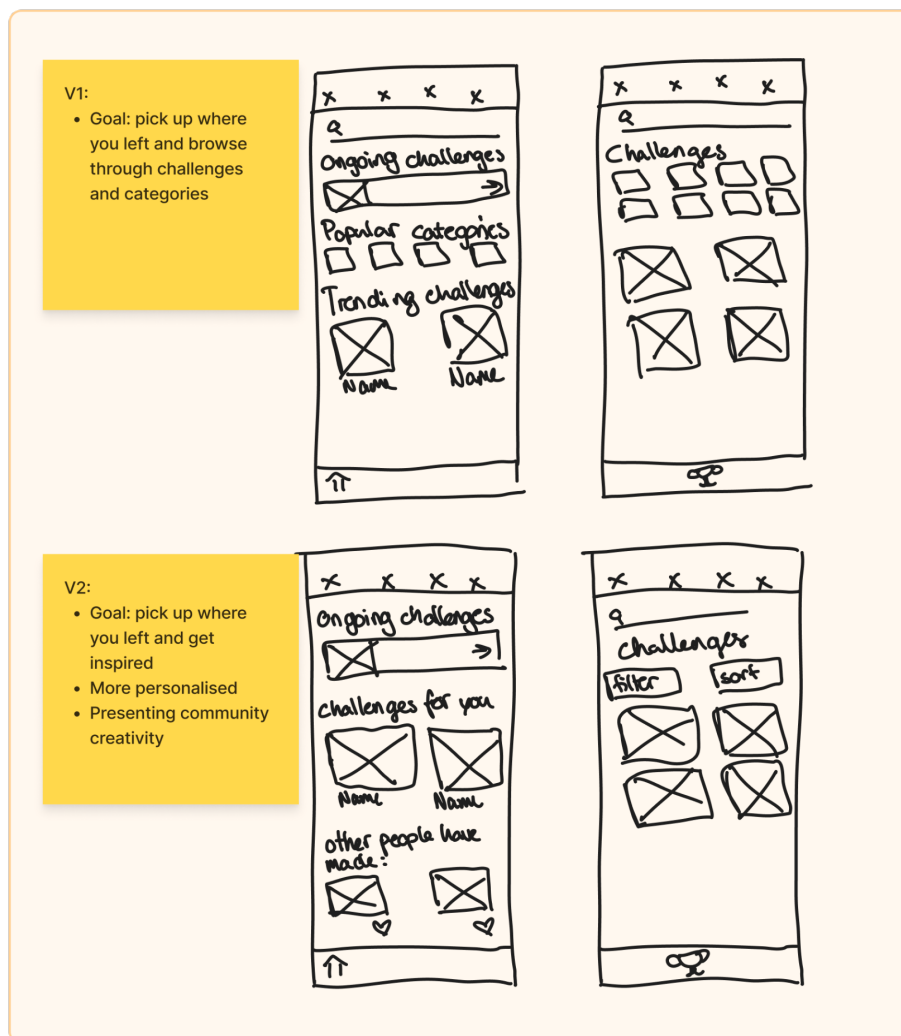 V1:
• Goal: pick up where
you left and browse
through challenges
and categories
ongoing challenges
Popular categories
Trending challenges
Name Name
Challenges
V2:
• Goal: pick up where
you left and get
inspired
• More personalised
• Presenting community
creativity
ongoing challenges
challenges for you
Name Name
other people have
made:
challenges
filter sort